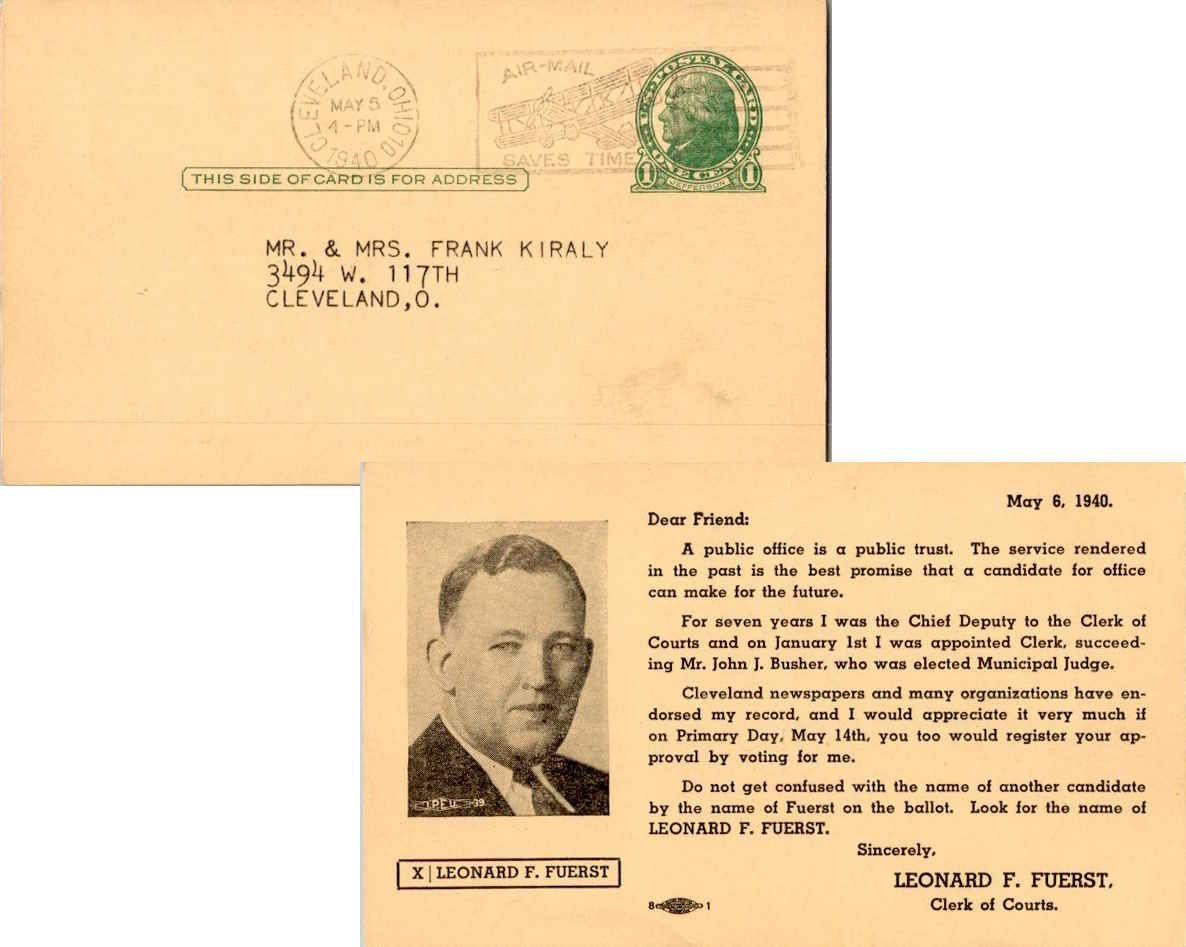 CLEVELAND, OHIO
MAY 5
4-PM
1940
AIR-MAIL
SAVES TIME
U.S. POSTAL CARD
ONE CENT
1 JEFFERSON 1
THIS SIDE OF CARD IS FOR ADDRESS
MR. & MRS. FRANK KIRALY
3494 W. 117TH
CLEVELAND,O.
May 6, 1940.
Dear Friend:
A public office is a public trust. The service rendered
in the past is the best promise that a candidate for office
can make for the future.
For seven years I was the Chief Deputy to the Clerk of
Courts and on January 1st I was appointed Clerk, succeed-
ing Mr. John J. Busher, who was elected Municipal Judge.
Cleveland newspapers and many organizations have en-
dorsed my record, and I would appreciate it very much if
on Primary Day, May 14th, you too would register your ap-
proval by voting for me.
Do not get confused with the name of another candidate
by the name of Fuerst on the ballot. Look for the name of
LEONARD F. FUERST.
Sincerely,
LEONARD F. FUERST,
Clerk of Courts.
I.P.E.U. 39
X | LEONARD F. FUERST
8 1